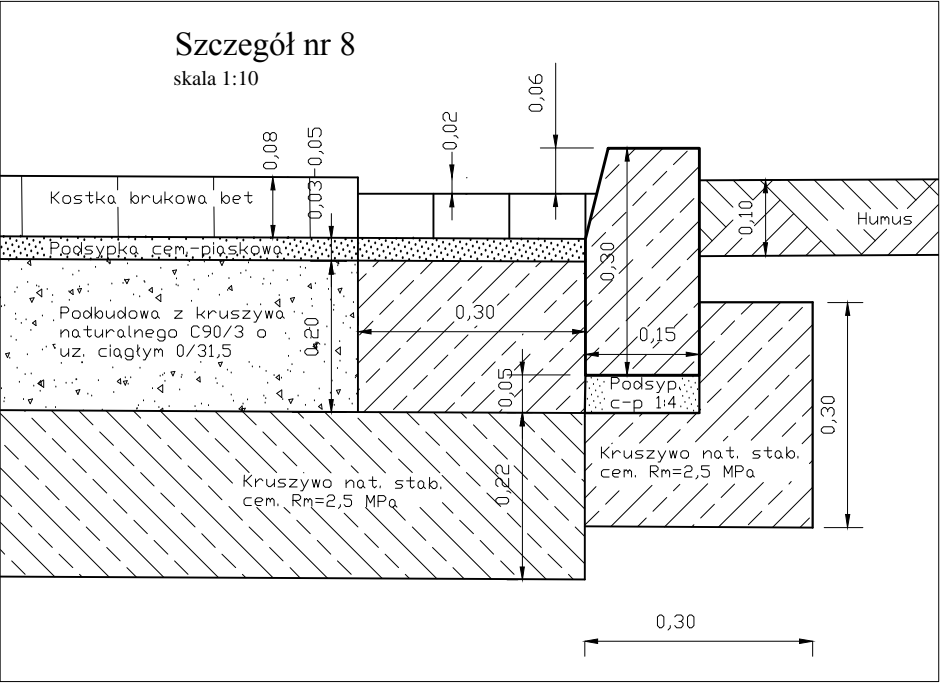 Szczegół nr 8
skala 1:10
0,06
0,02
0,08
0,03-0,05
Kostka brukowa bet
0,10
Humus
Podsypka cem.-piaskowa
0,30
Podbudowa z kruszywa
naturalnego C90/3 o
uz. ciągłym 0/31,5
0,20
0,30
0,15
0,05
Podsyp.
c-p 1:4
0,30
Kruszywo nat. stab.
cem. Rm=2,5 MPa
0,22
Kruszywo nat. stab.
cem. Rm=2,5 MPa
0,30